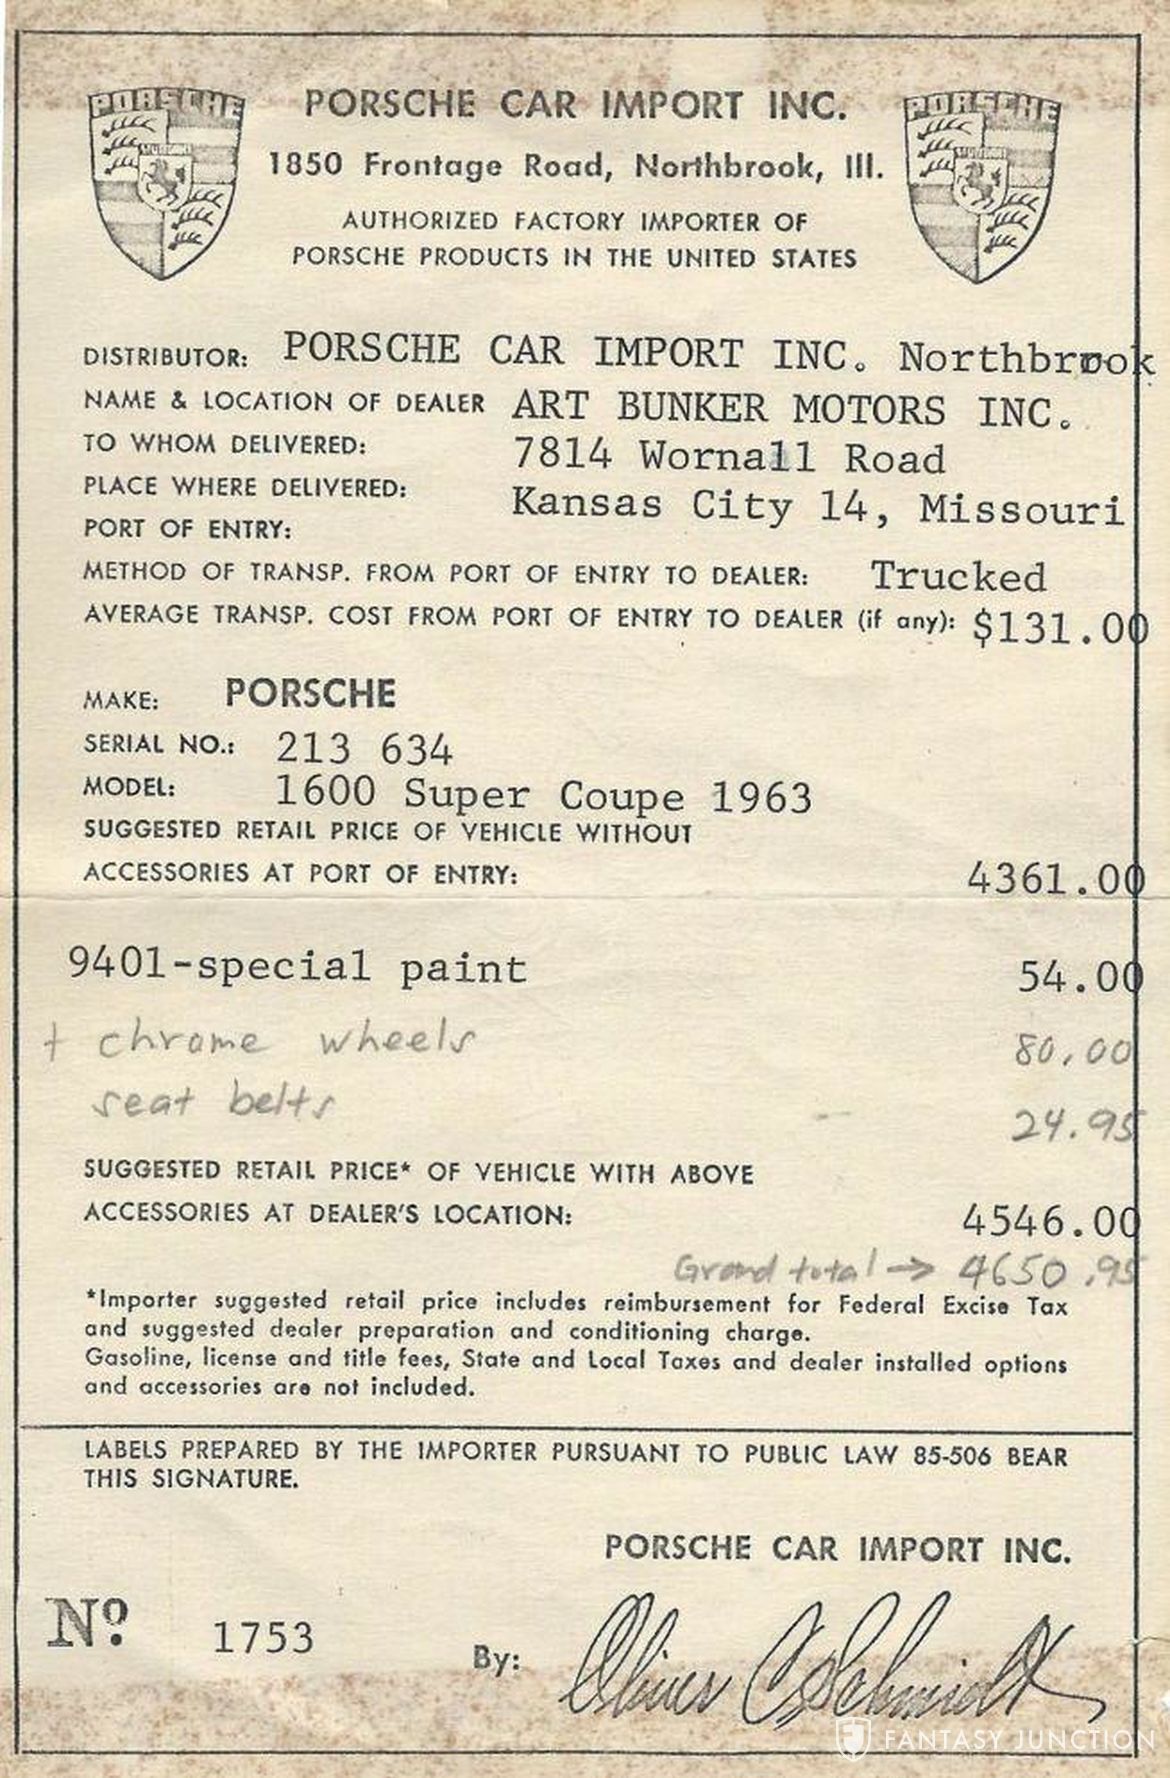 PORSCHE
PORSCHE CAR IMPORT INC.
PORSCHE
1850 Frontage Road, Northbrook, Ill.
AUTHORIZED FACTORY IMPORTER OF
PORSCHE PRODUCTS IN THE UNITED STATES
DISTRIBUTOR: PORSCHE CAR IMPORT INC. Northbrook
NAME & LOCATION OF DEALER ART BUNKER MOTORS INC.
TO WHOM DELIVERED: 7814 Wornall Road
PLACE WHERE DELIVERED: Kansas City 14, Missouri
PORT OF ENTRY:
METHOD OF TRANSP. FROM PORT OF ENTRY TO DEALER: Trucked
AVERAGE TRANSP. COST FROM PORT OF ENTRY TO DEALER (if any): $131.00
MAKE: PORSCHE
SERIAL NO.: 213 634
MODEL: 1600 Super Coupe 1963
SUGGESTED RETAIL PRICE OF VEHICLE WITHOUT
ACCESSORIES AT PORT OF ENTRY: 4361.00
9401-special paint 54.00
+ chrome wheels 80.00
seat belts 24.95
SUGGESTED RETAIL PRICE* OF VEHICLE WITH ABOVE
ACCESSORIES AT DEALER'S LOCATION: 4546.00
Grand total → 4650.95
*Importer suggested retail price includes reimbursement for Federal Excise Tax
and suggested dealer preparation and conditioning charge.
Gasoline, license and title fees, State and Local Taxes and dealer installed options
and accessories are not included.
LABELS PREPARED BY THE IMPORTER PURSUANT TO PUBLIC LAW 85-506 BEAR
THIS SIGNATURE.
PORSCHE CAR IMPORT INC.
Nº 1753
By: Oliver C Schmidt
FANTASY JUNCTION